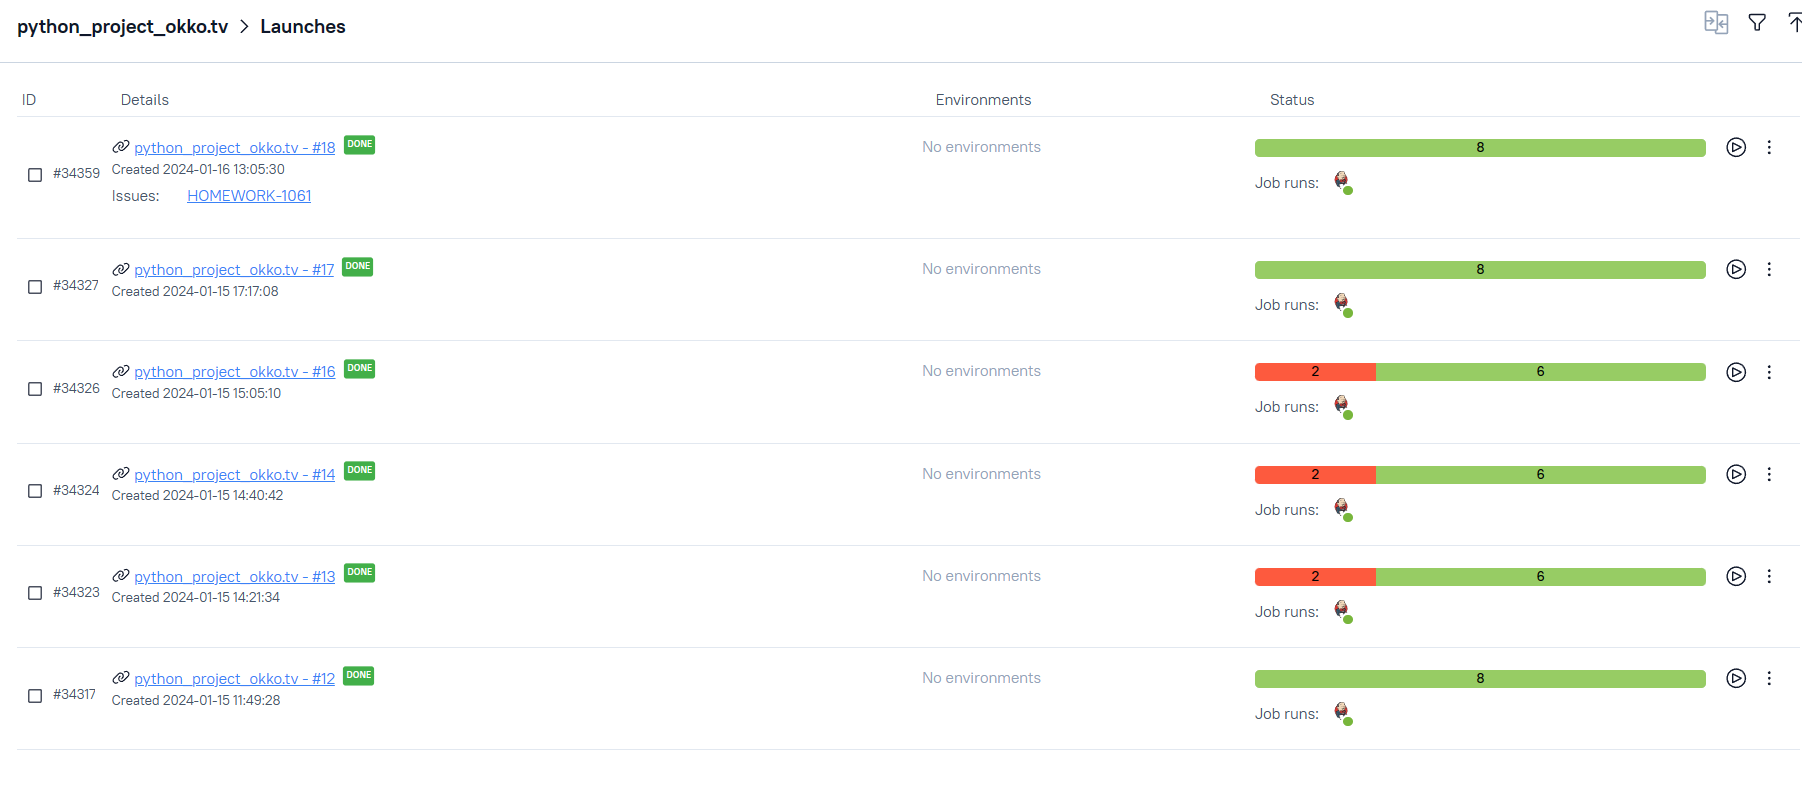 python_project_okko.tv > Launches
ID Details Environments Status
python_project_okko.tv - #18 DONE No environments 8
#34359 Created 2024-01-16 13:05:30
Issues: HOMEWORK-1061 Job runs:
python_project_okko.tv - #17 DONE No environments 8
#34327 Created 2024-01-15 17:17:08
Job runs:
python_project_okko.tv - #16 DONE No environments 2 6
#34326 Created 2024-01-15 15:05:10
Job runs:
python_project_okko.tv - #14 DONE No environments 2 6
#34324 Created 2024-01-15 14:40:42
Job runs:
python_project_okko.tv - #13 DONE No environments 2 6
#34323 Created 2024-01-15 14:21:34
Job runs:
python_project_okko.tv - #12 DONE No environments 8
#34317 Created 2024-01-15 11:49:28
Job runs: